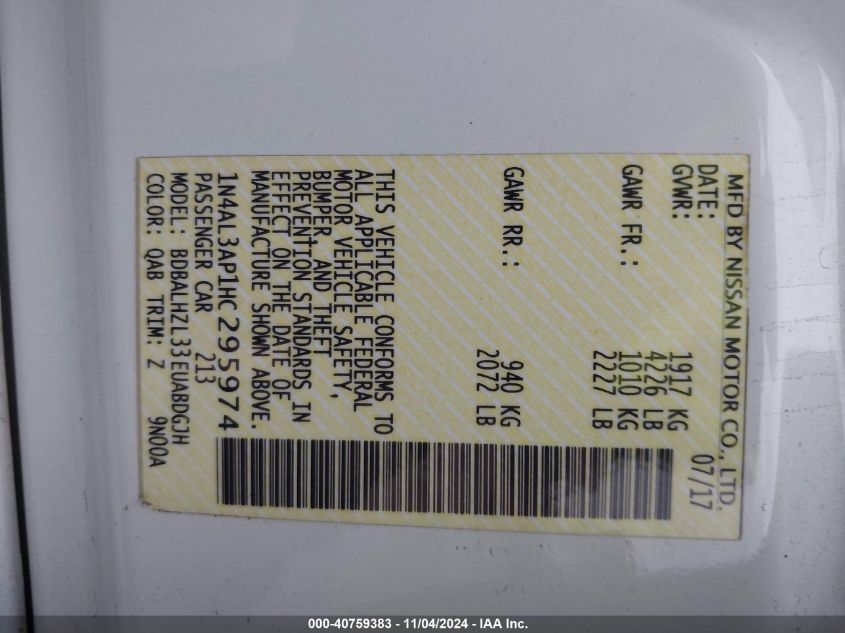 MFD BY NISSAN MOTOR CO., LTD.
DATE: 07/17
GVWR: 1917 KG
4226 LB
GAWR FR.: 1010 KG
2227 LB
GAWR RR.: 940 KG
2072 LB
THIS VEHICLE CONFORMS TO
ALL APPLICABLE FEDERAL
MOTOR VEHICLE SAFETY,
BUMPER, AND THEFT
PREVENTION STANDARDS IN
EFFECT ON THE DATE OF
MANUFACTURE SHOWN ABOVE.
1N4AL3AP1HC295974
PASSENGER CAR 213
MODEL: BDBALHZL33EUABDGJH
COLOR: QAB TRIM: Z 9N00A
000-40759383 - 11/04/2024 - IAA Inc.